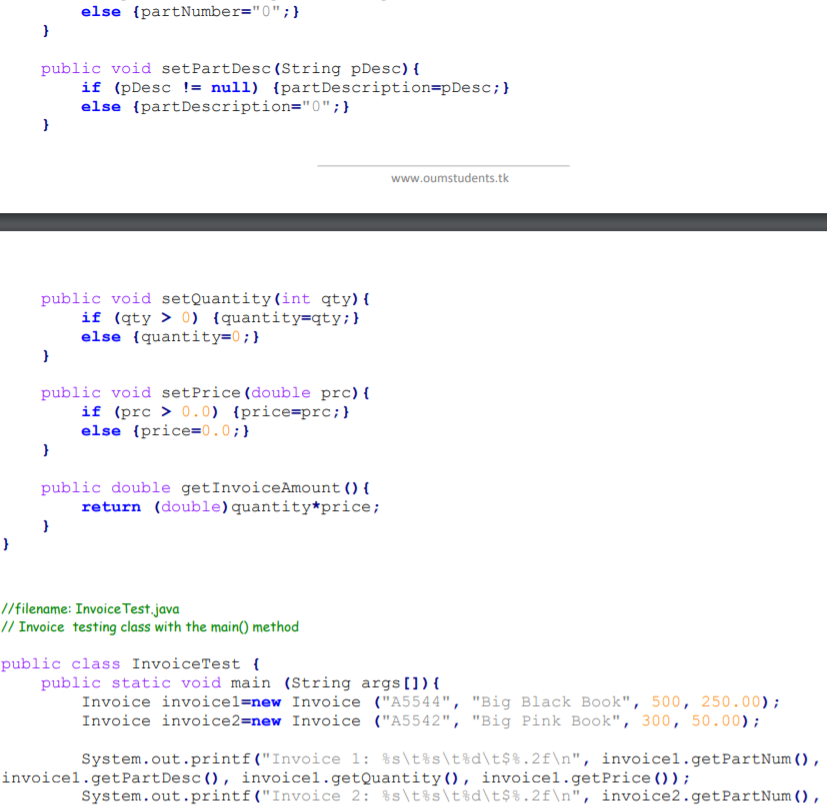 else {partNumber="0";}
}
public void setPartDesc(String pDesc){
if (pDesc != null) {partDescription=pDesc;}
else {partDescription="0";}
}
www.oumstudents.tk
public void setQuantity(int qty){
if (qty > 0) {quantity=qty;}
else {quantity=0;}
}
public void setPrice(double prc){
if (prc > 0.0) {price=prc;}
else {price=0.0;}
}
public double getInvoiceAmount(){
return (double)quantity*price;
}
}
//filename: InvoiceTest.java
// Invoice  testing class with the main() method
public class InvoiceTest {
public static void main (String args[]){
Invoice invoice1=new Invoice ("A5544", "Big Black Book", 500, 250.00);
Invoice invoice2=new Invoice ("A5542", "Big Pink Book", 300, 50.00);
System.out.printf("Invoice 1: %s\t%s\t%d\t$%.2f\n", invoice1.getPartNum(),
invoice1.getPartDesc(), invoice1.getQuantity(), invoice1.getPrice());
System.out.printf("Invoice 2: %s\t%s\t%d\t$%.2f\n", invoice2.getPartNum(),